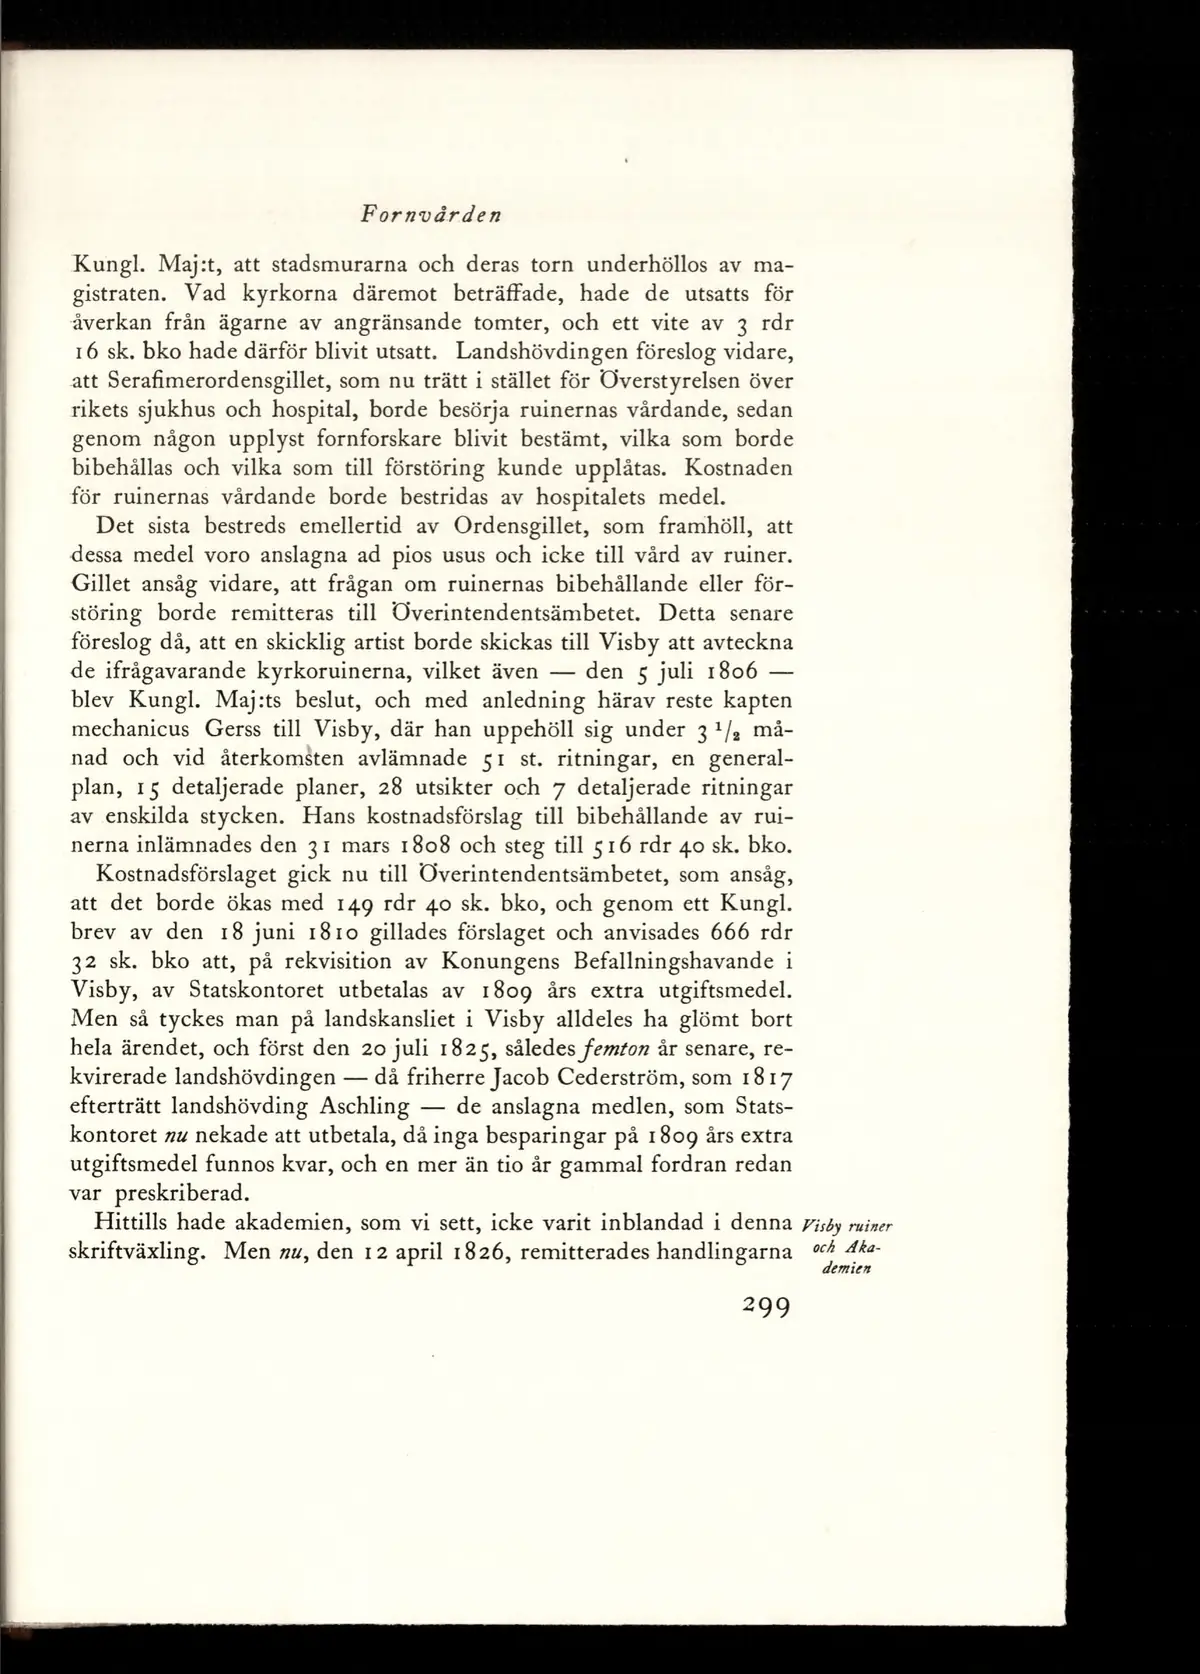 Fornvården
Kungl. Maj:t, att stadsmurarna och deras torn underhöllos av ma-
gistraten. Vad kyrkorna däremot beträffade, hade de utsatts för
åverkan från ägarne av angränsande tomter, och ett vite av 3 rdr
16 sk. bko hade därför blivit utsatt. Landshövdingen föreslog vidare,
att Serafimerordensgillet, som nu trätt i stället för Överstyrelsen över
rikets sjukhus och hospital, borde besörja ruinernas vårdande, sedan
genom någon upplyst fornforskare blivit bestämt, vilka som borde
bibehållas och vilka som till förstöring kunde upplåtas. Kostnaden
för ruinernas vårdande borde bestridas av hospitalets medel.
Det sista bestreds emellertid av Ordensgillet, som framhöll, att
dessa medel voro anslagna ad pios usus och icke till vård av ruiner.
Gillet ansåg vidare, att frågan om ruinernas bibehållande eller för-
störing borde remitteras till Överintendentsämbetet. Detta senare
föreslog då, att en skicklig artist borde skickas till Visby att avteckna
de ifrågavarande kyrkoruinerna, vilket även — den 5 juli 1806 —
blev Kungl. Maj:ts beslut, och med anledning härav reste kapten
mechanicus Gerss till Visby, där han uppehöll sig under 3 1/2 må-
nad och vid återkomsten avlämnade 51 st. ritningar, en general-
plan, 15 detaljerade planer, 28 utsikter och 7 detaljerade ritningar
av enskilda stycken. Hans kostnadsförslag till bibehållande av rui-
nerna inlämnades den 31 mars 1808 och steg till 516 rdr 40 sk. bko.
Kostnadsförslaget gick nu till Överintendentsämbetet, som ansåg,
att det borde ökas med 149 rdr 40 sk. bko, och genom ett Kungl.
brev av den 18 juni 1810 gillades förslaget och anvisades 666 rdr
32 sk. bko att, på rekvisition av Konungens Befallningshavande i
Visby, av Statskontoret utbetalas av 1809 års extra utgiftsmedel.
Men så tyckes man på landskansliet i Visby alldeles ha glömt bort
hela ärendet, och först den 20 juli 1825, således femton år senare, re-
kvirerade landshövdingen — då friherre Jacob Cederström, som 1817
efterträtt landshövding Aschling — de anslagna medlen, som Stats-
kontoret nu nekade att utbetala, då inga besparingar på 1809 års extra
utgiftsmedel funnos kvar, och en mer än tio år gammal fordran redan
var preskriberad.
Hittills hade akademien, som vi sett, icke varit inblandad i denna
skriftväxling. Men nu, den 12 april 1826, remitterades handlingarna
Visby ruiner
och Aka-
demien
299